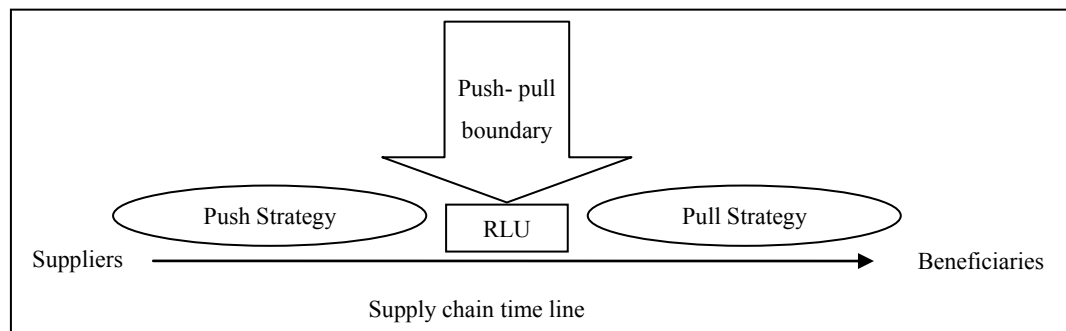 Push- pull
boundary
Push Strategy
RLU
Pull Strategy
Suppliers
Beneficiaries
Supply chain time line